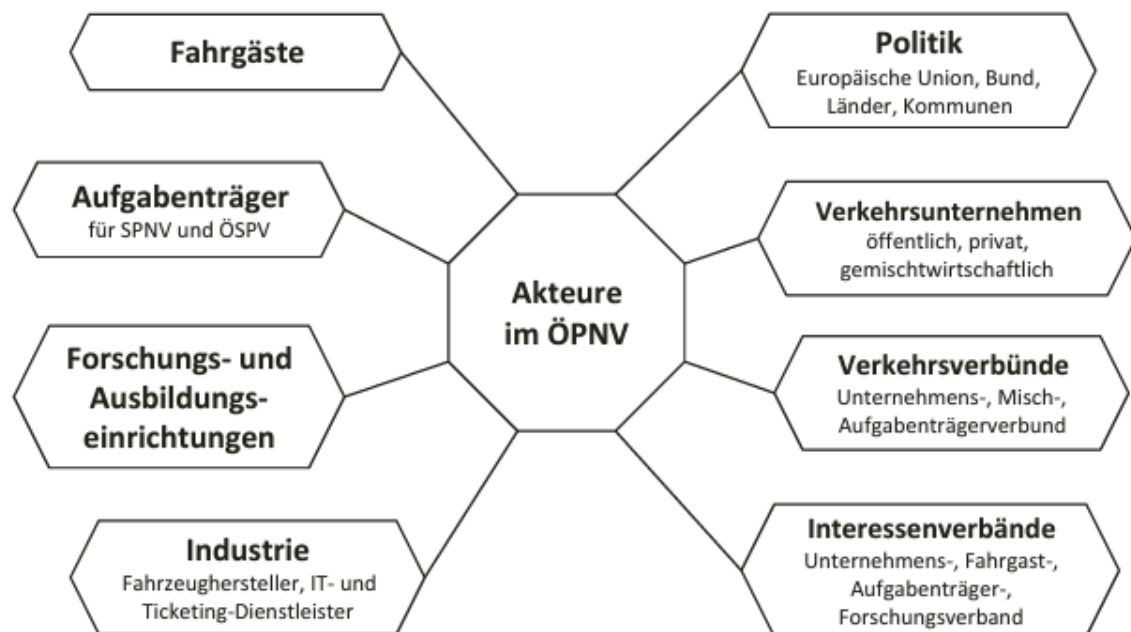 Fahrgäste
Politik
Europäische Union, Bund,
Länder, Kommunen
Aufgabenträger
für SPNV und ÖSPV
Verkehrsunternehmen
öffentlich, privat,
gemischtwirtschaftlich
Akteure
im ÖPNV
Forschungs- und
Ausbildungs-
einrichtungen
Verkehrsverbünde
Unternehmens-, Misch-,
Aufgabenträgerverbund
Industrie
Fahrzeughersteller, IT- und
Ticketing-Dienstleister
Interessenverbände
Unternehmens-, Fahrgast-,
Aufgabenträger-,
Forschungsverband